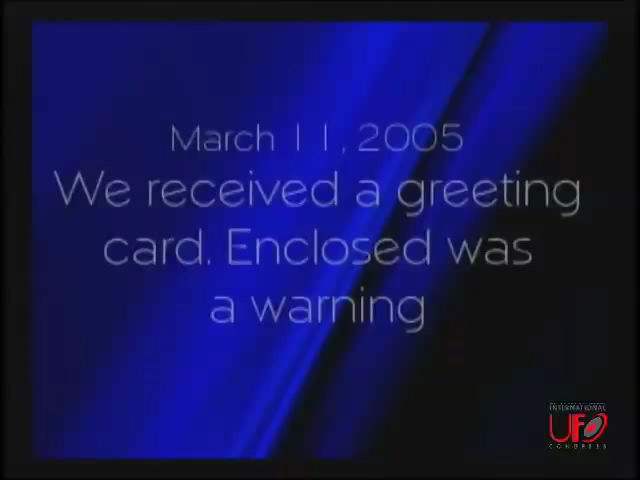 March 11, 2005
We received a greeting
card. Enclosed was
a warning
INTERNATIONAL
UFO
CONGRESS